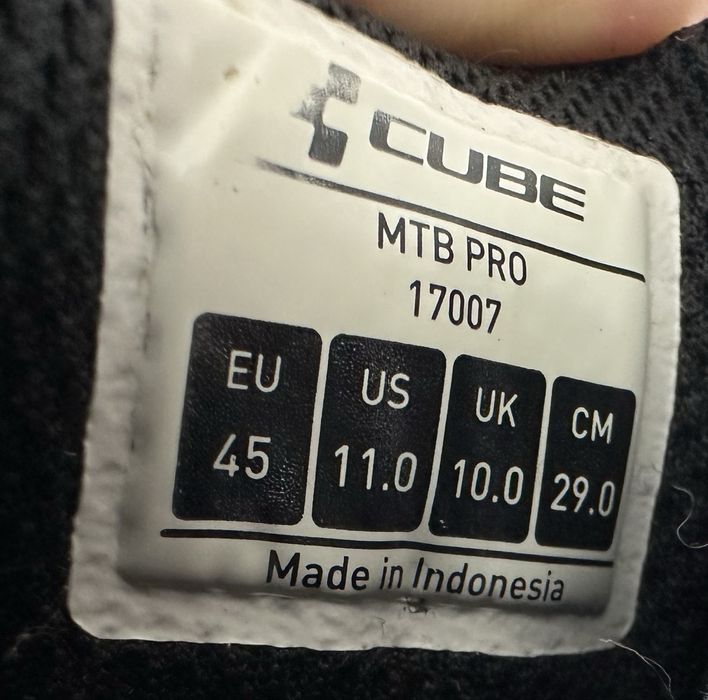 CUBE
MTB PRO
17007
EU US UK CM
45 11.0 10.0 29.0
Made in Indonesia